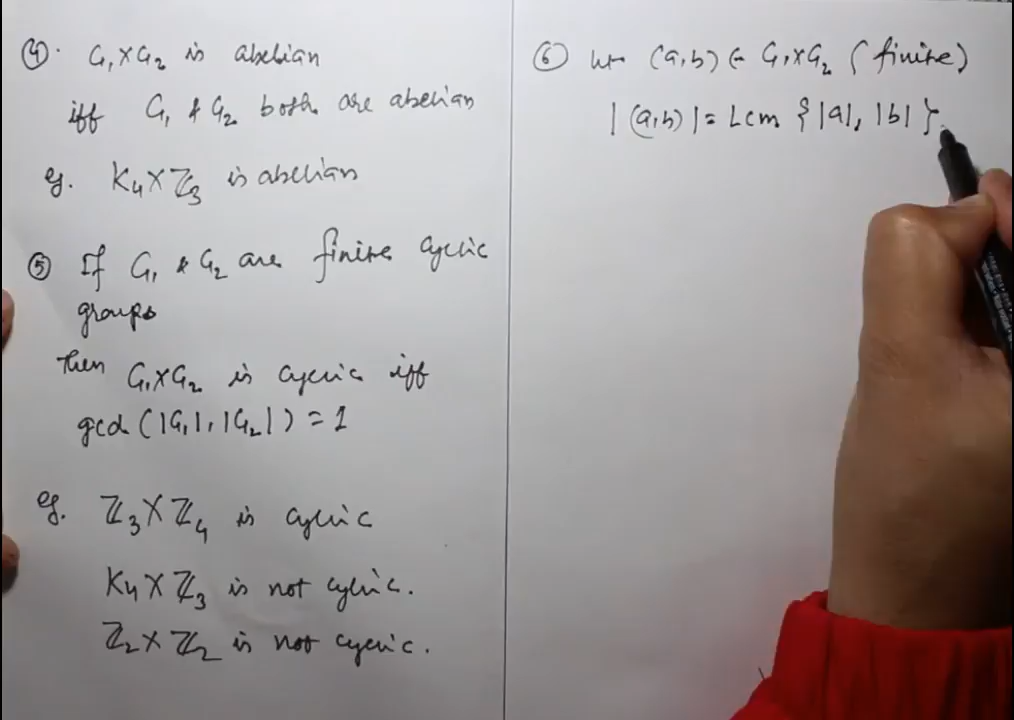 ④. G₁×G₂ is abelian
iff G₁ & G₂ both are abelian
eg. K₄×ℤ₃ is abelian
⑤ If G₁ & G₂ are finite cyclic
groups
Then G₁×G₂ is cyclic iff
gcd (|G₁|, |G₂|) = 1
eg. ℤ₃×ℤ₄ is cyclic
K₄×ℤ₃ is not cyclic.
ℤ₂×ℤ₂ is not cyclic.
⑥ let (a,b) ∈ G₁×G₂ (finite)
|(a,b)| = Lcm {|a|, |b|}